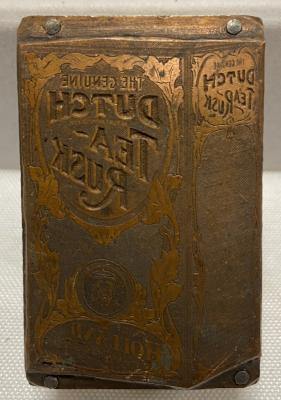 THE GENUINE
DUTCH
TEA-
RUSK
HOLLAND
THE GENUINE
DUTCH
TEA
RUSK